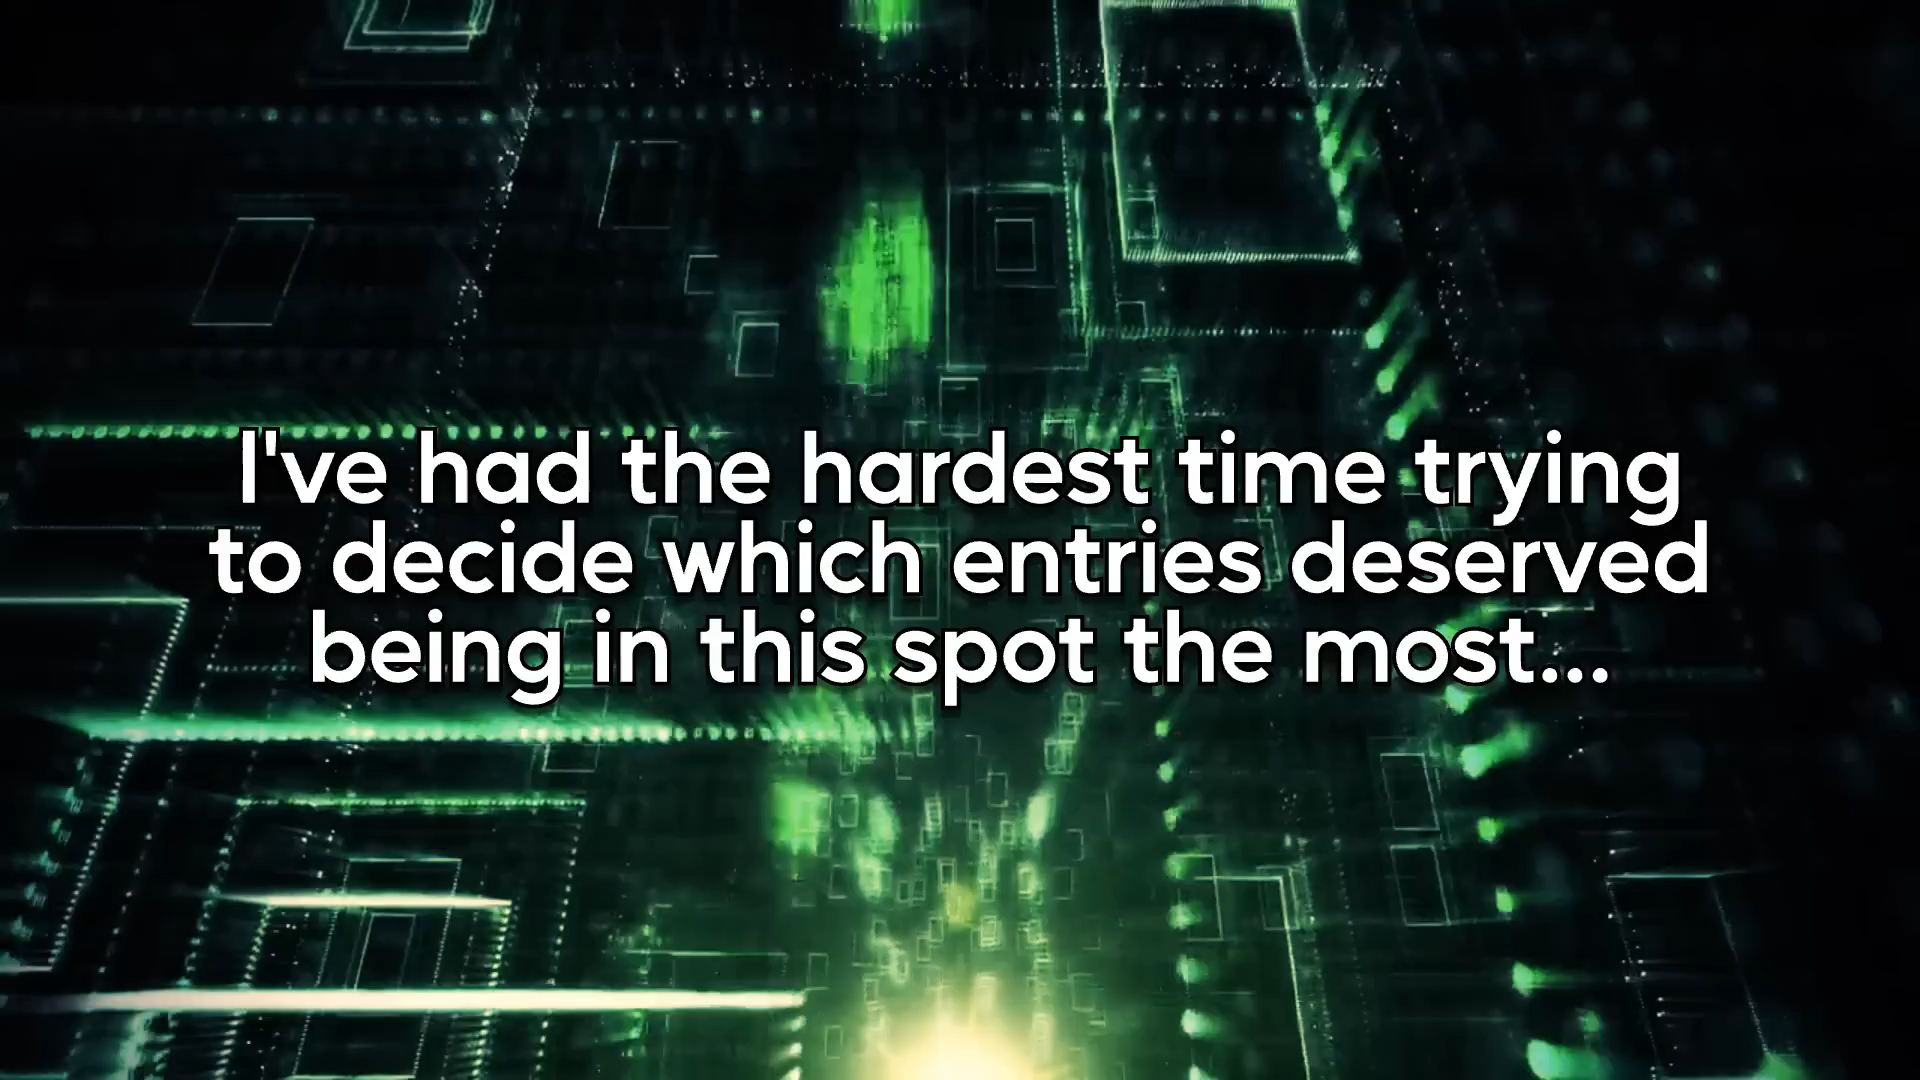 I've had the hardest time trying
to decide which entries deserved
being in this spot the most...